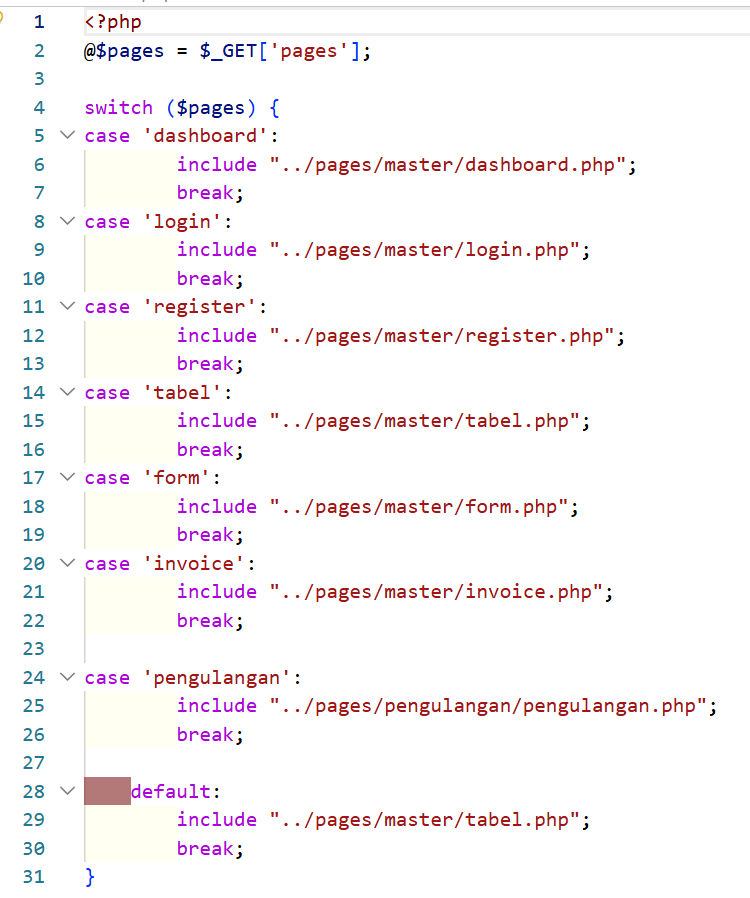 1 <?php
2 @$pages = $_GET['pages'];
3
4 switch ($pages) {
5 case 'dashboard':
6 include "../pages/master/dashboard.php";
7 break;
8 case 'login':
9 include "../pages/master/login.php";
10 break;
11 case 'register':
12 include "../pages/master/register.php";
13 break;
14 case 'tabel':
15 include "../pages/master/tabel.php";
16 break;
17 case 'form':
18 include "../pages/master/form.php";
19 break;
20 case 'invoice':
21 include "../pages/master/invoice.php";
22 break;
23
24 case 'pengulangan':
25 include "../pages/pengulangan/pengulangan.php";
26 break;
27
28 default:
29 include "../pages/master/tabel.php";
30 break;
31 }